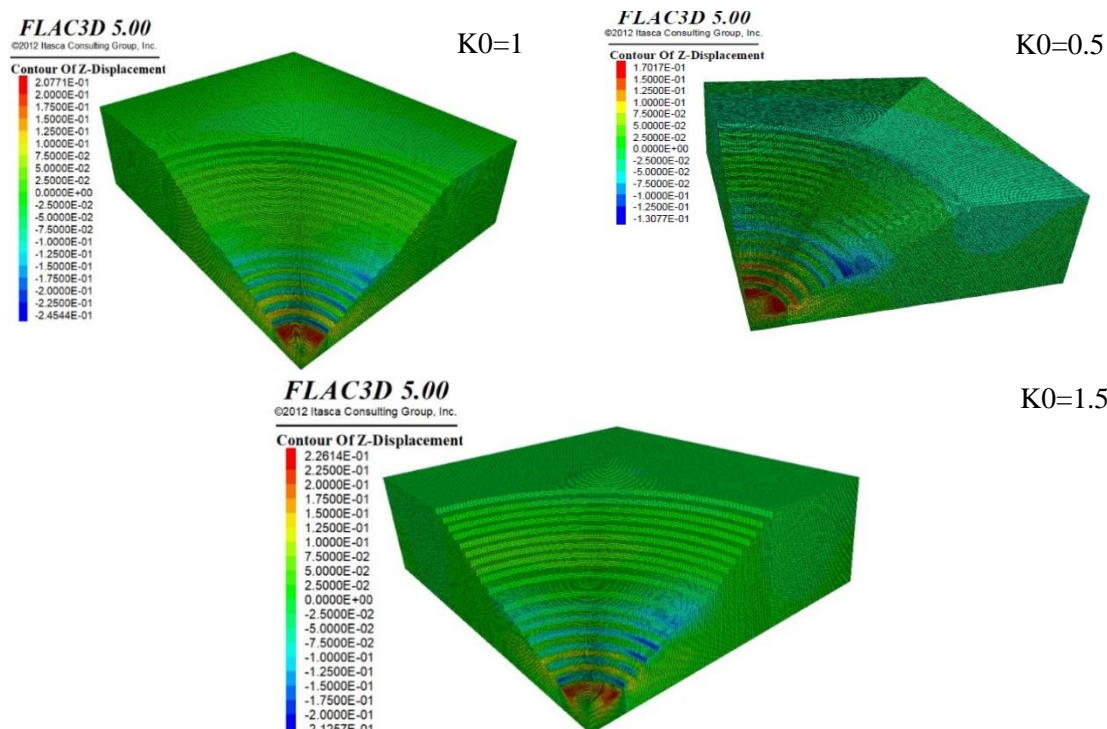 FLAC3D 5.00
©2012 Itasca Consulting Group, Inc.
K0=1
Contour Of Z-Displacement
2.0771E-01
2.0000E-01
1.7500E-01
1.5000E-01
1.2500E-01
1.0000E-01
7.5000E-02
5.0000E-02
2.5000E-02
0.0000E+00
-2.5000E-02
-5.0000E-02
-7.5000E-02
-1.0000E-01
-1.2500E-01
-1.5000E-01
-1.7500E-01
-2.0000E-01
-2.2500E-01
-2.4544E-01
FLAC3D 5.00
©2012 Itasca Consulting Group, Inc.
K0=0.5
Contour Of Z-Displacement
1.7017E-01
1.5000E-01
1.2500E-01
1.0000E-01
7.5000E-02
5.0000E-02
2.5000E-02
0.0000E+00
-2.5000E-02
-5.0000E-02
-7.5000E-02
-1.0000E-01
-1.2500E-01
-1.3077E-01
FLAC3D 5.00
©2012 Itasca Consulting Group, Inc.
K0=1.5
Contour Of Z-Displacement
2.2614E-01
2.2500E-01
2.0000E-01
1.7500E-01
1.5000E-01
1.2500E-01
1.0000E-01
7.5000E-02
5.0000E-02
2.5000E-02
0.0000E+00
-2.5000E-02
-5.0000E-02
-7.5000E-02
-1.0000E-01
-1.2500E-01
-1.5000E-01
-1.7500E-01
-2.0000E-01